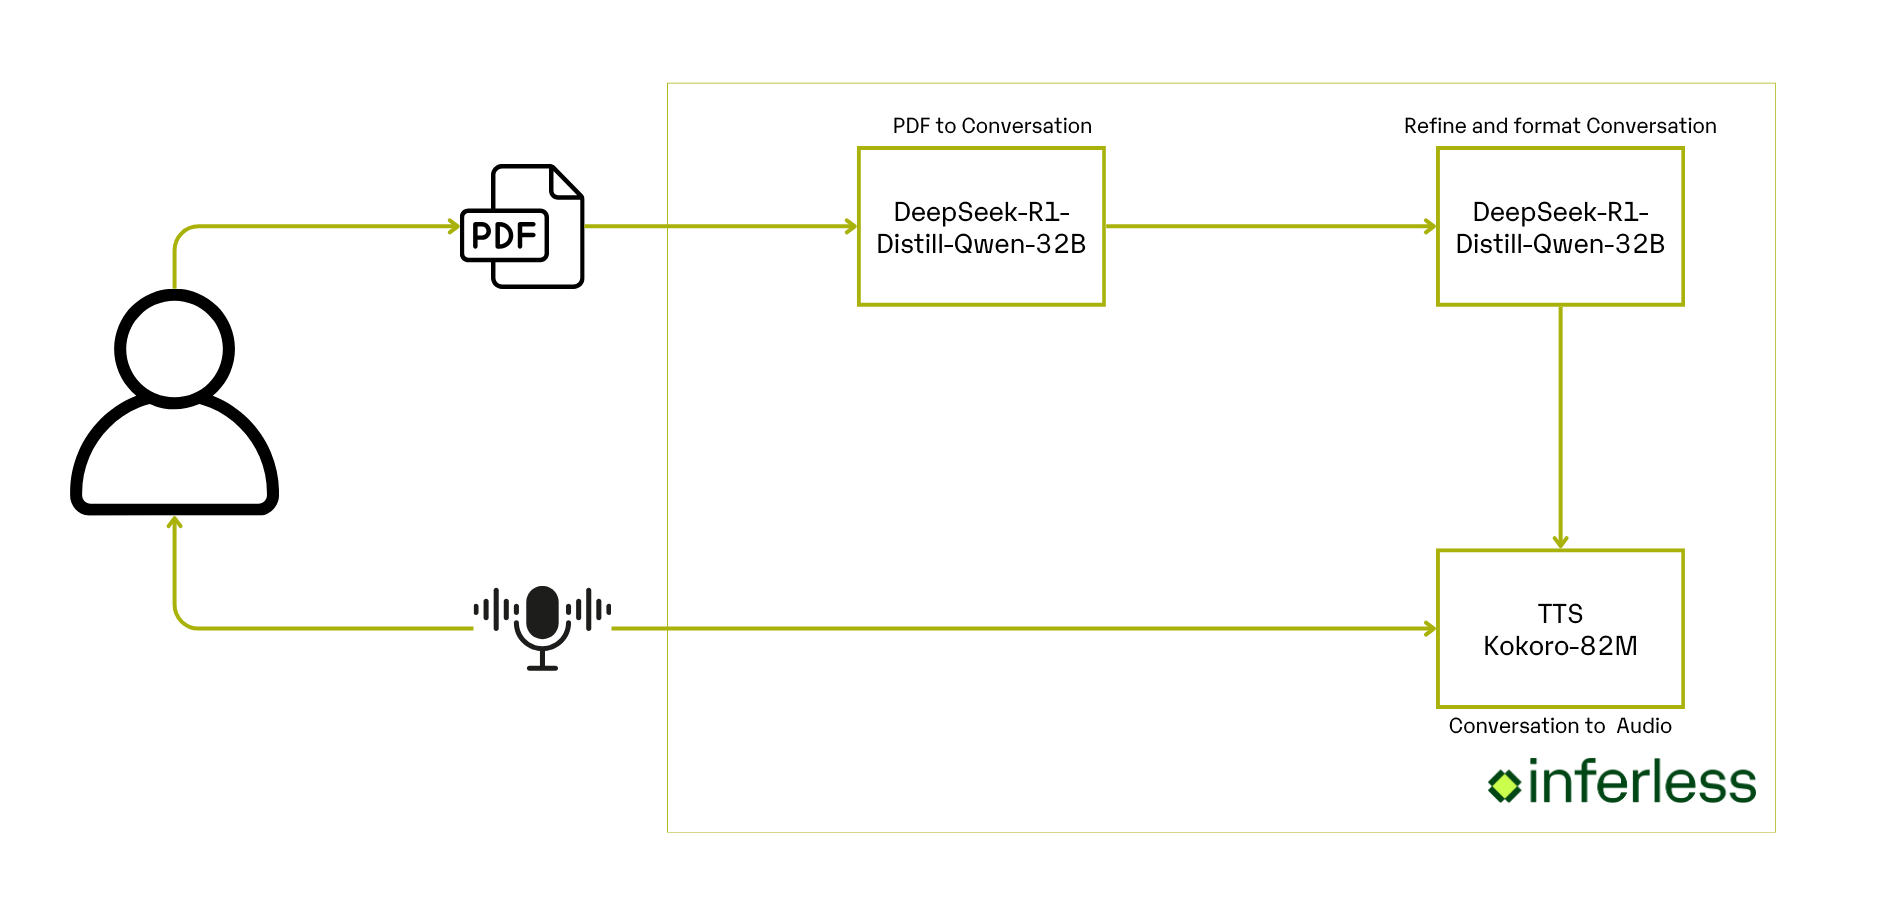 PDF to Conversation
Refine and format Conversation
DeepSeek-R1-
Distill-Qwen-32B
DeepSeek-R1-
Distill-Qwen-32B
PDF
TTS
Kokoro-82M
Conversation to Audio
inferless